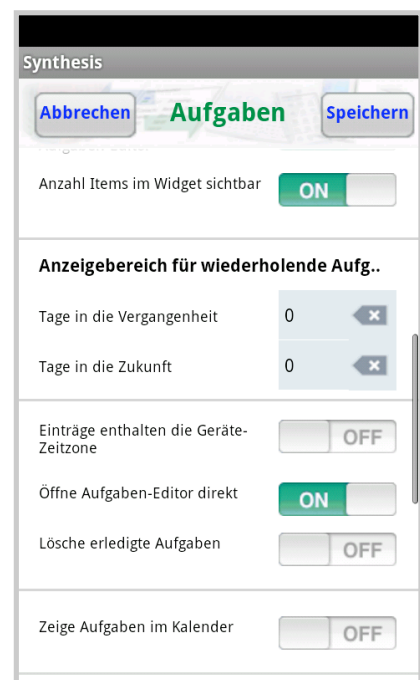 Synthesis
Abbrechen Aufgaben Speichern
Anzahl Items im Widget sichtbar ON
Anzeigebereich für wiederholende Aufg..
Tage in die Vergangenheit 0
Tage in die Zukunft 0
Einträge enthalten die Geräte-
Zeitzone OFF
Öffne Aufgaben-Editor direkt ON
Lösche erledigte Aufgaben OFF
Zeige Aufgaben im Kalender OFF